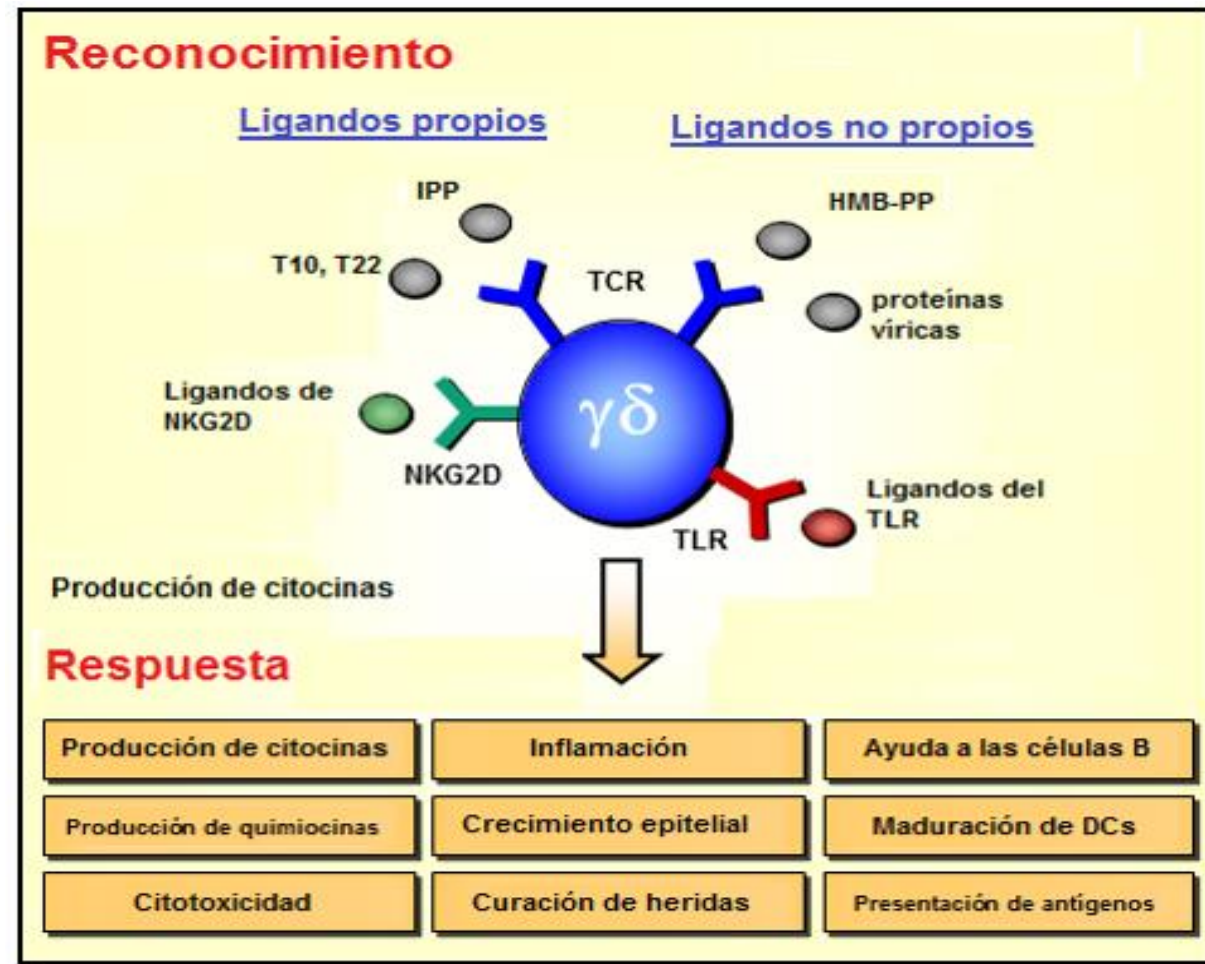 Reconocimiento
Ligandos propios
Ligandos no propios
IPP
HMB-PP
T10, T22
TCR
proteínas
víricas
Ligandos de
NKG2D
γδ
NKG2D
Ligandos del
TLR
TLR
Producción de citocinas
Respuesta
Producción de citocinas
Inflamación
Ayuda a las células B
Producción de quimiocinas
Crecimiento epitelial
Maduración de DCs
Citotoxicidad
Curación de heridas
Presentación de antígenos